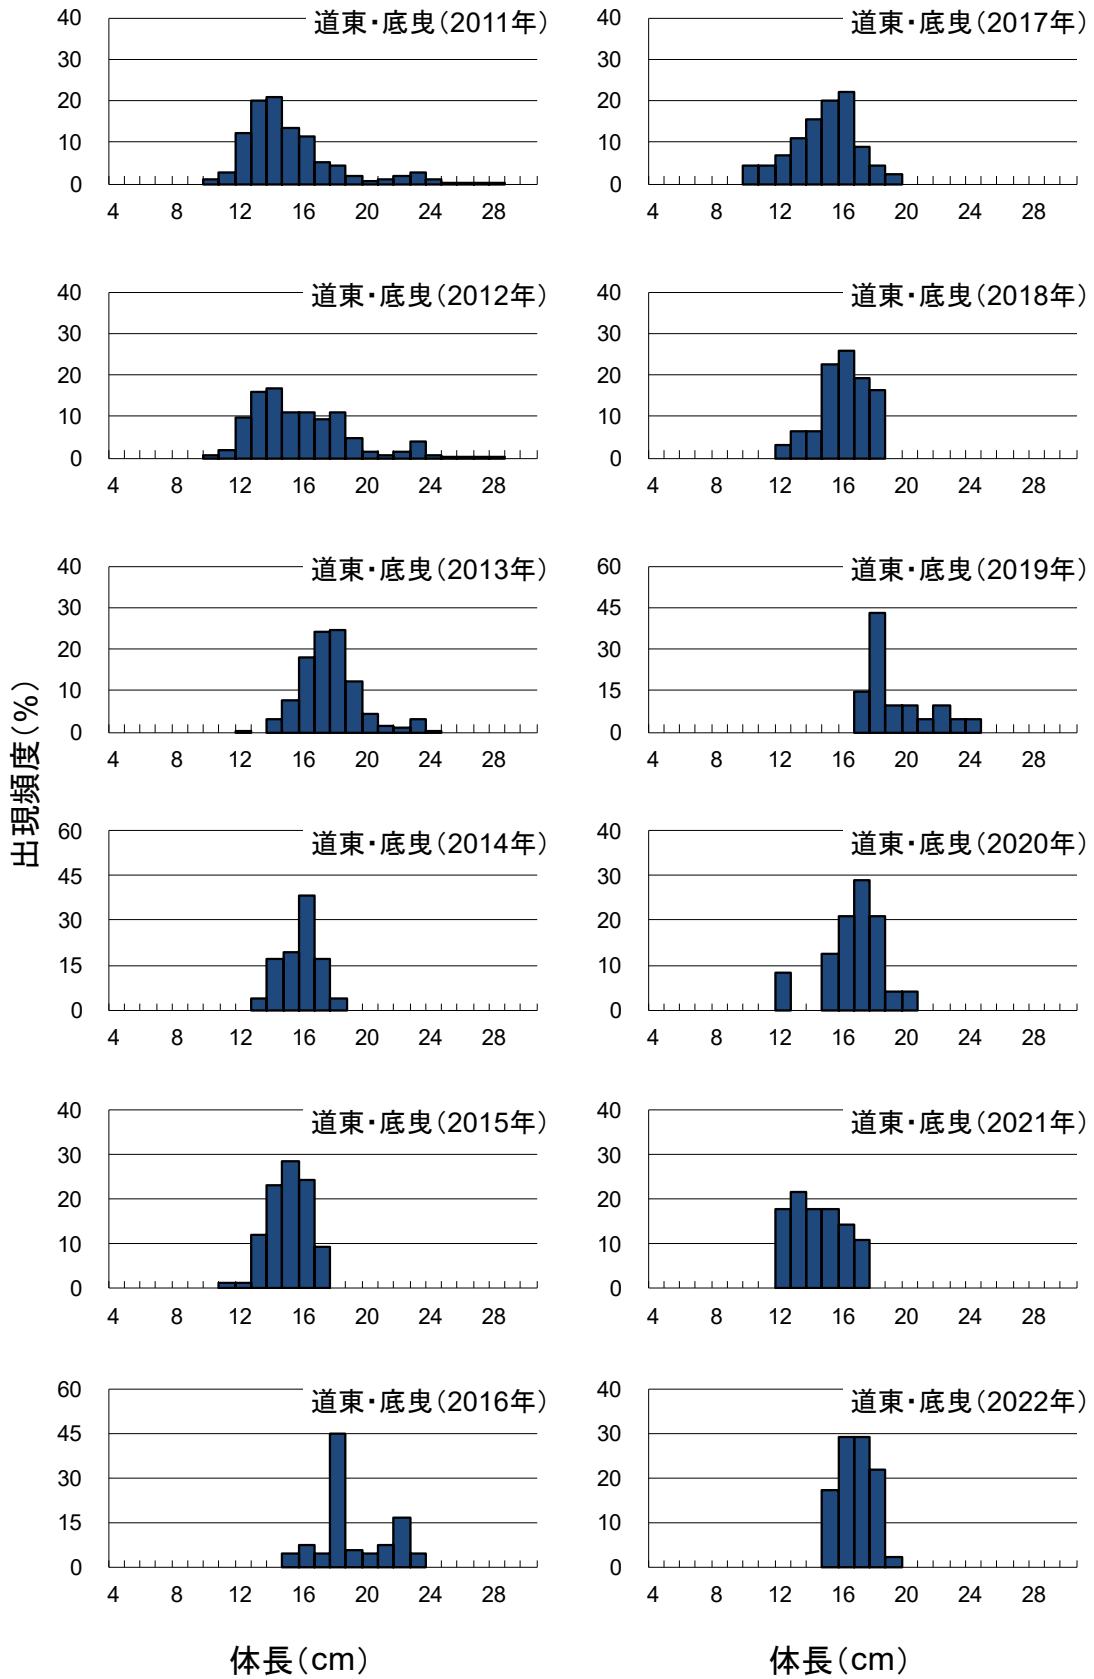 道東・底曳(2011年)
40
30
20
10
0
4 8 12 16 20 24 28
道東・底曳(2012年)
40
30
20
10
0
4 8 12 16 20 24 28
道東・底曳(2013年)
40
30
20
10
0
4 8 12 16 20 24 28
道東・底曳(2014年)
60
45
30
15
0
4 8 12 16 20 24 28
道東・底曳(2015年)
40
30
20
10
0
4 8 12 16 20 24 28
道東・底曳(2016年)
60
45
30
15
0
4 8 12 16 20 24 28
道東・底曳(2017年)
40
30
20
10
0
4 8 12 16 20 24 28
道東・底曳(2018年)
40
30
20
10
0
4 8 12 16 20 24 28
道東・底曳(2019年)
60
45
30
15
0
4 8 12 16 20 24 28
道東・底曳(2020年)
40
30
20
10
0
4 8 12 16 20 24 28
道東・底曳(2021年)
40
30
20
10
0
4 8 12 16 20 24 28
道東・底曳(2022年)
40
30
20
10
0
4 8 12 16 20 24 28
出現頻度(%)
体長(cm)
体長(cm)